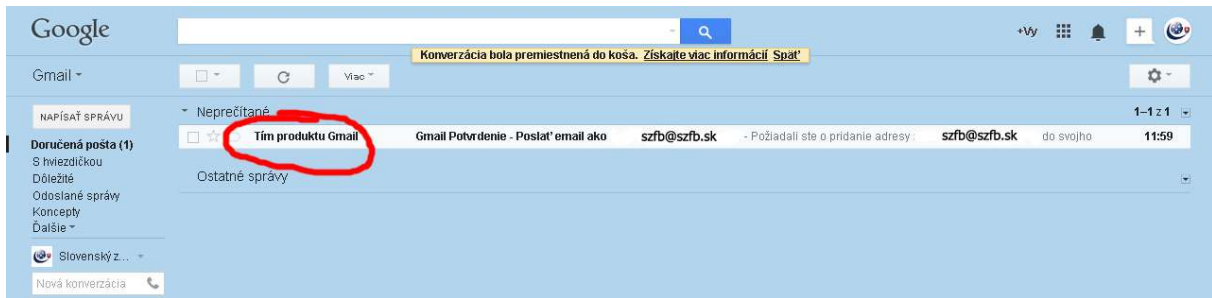 Google
+Vy
Konverzácia bola premiestnená do koša. Získajte viac informácií Späť
Gmail
Viac
NAPÍSAŤ SPRÁVU
Neprečítané
1–1 z 1
Tím produktu Gmail Gmail Potvrdenie - Poslať email ako szfb@szfb.sk - Požiadali ste o pridanie adresy: szfb@szfb.sk do svojho 11:59
Doručená pošta (1)
S hviezdičkou
Dôležité
Odoslané správy
Koncepty
Ďalšie
Ostatné správy
Slovenský z...
Nová konverzácia